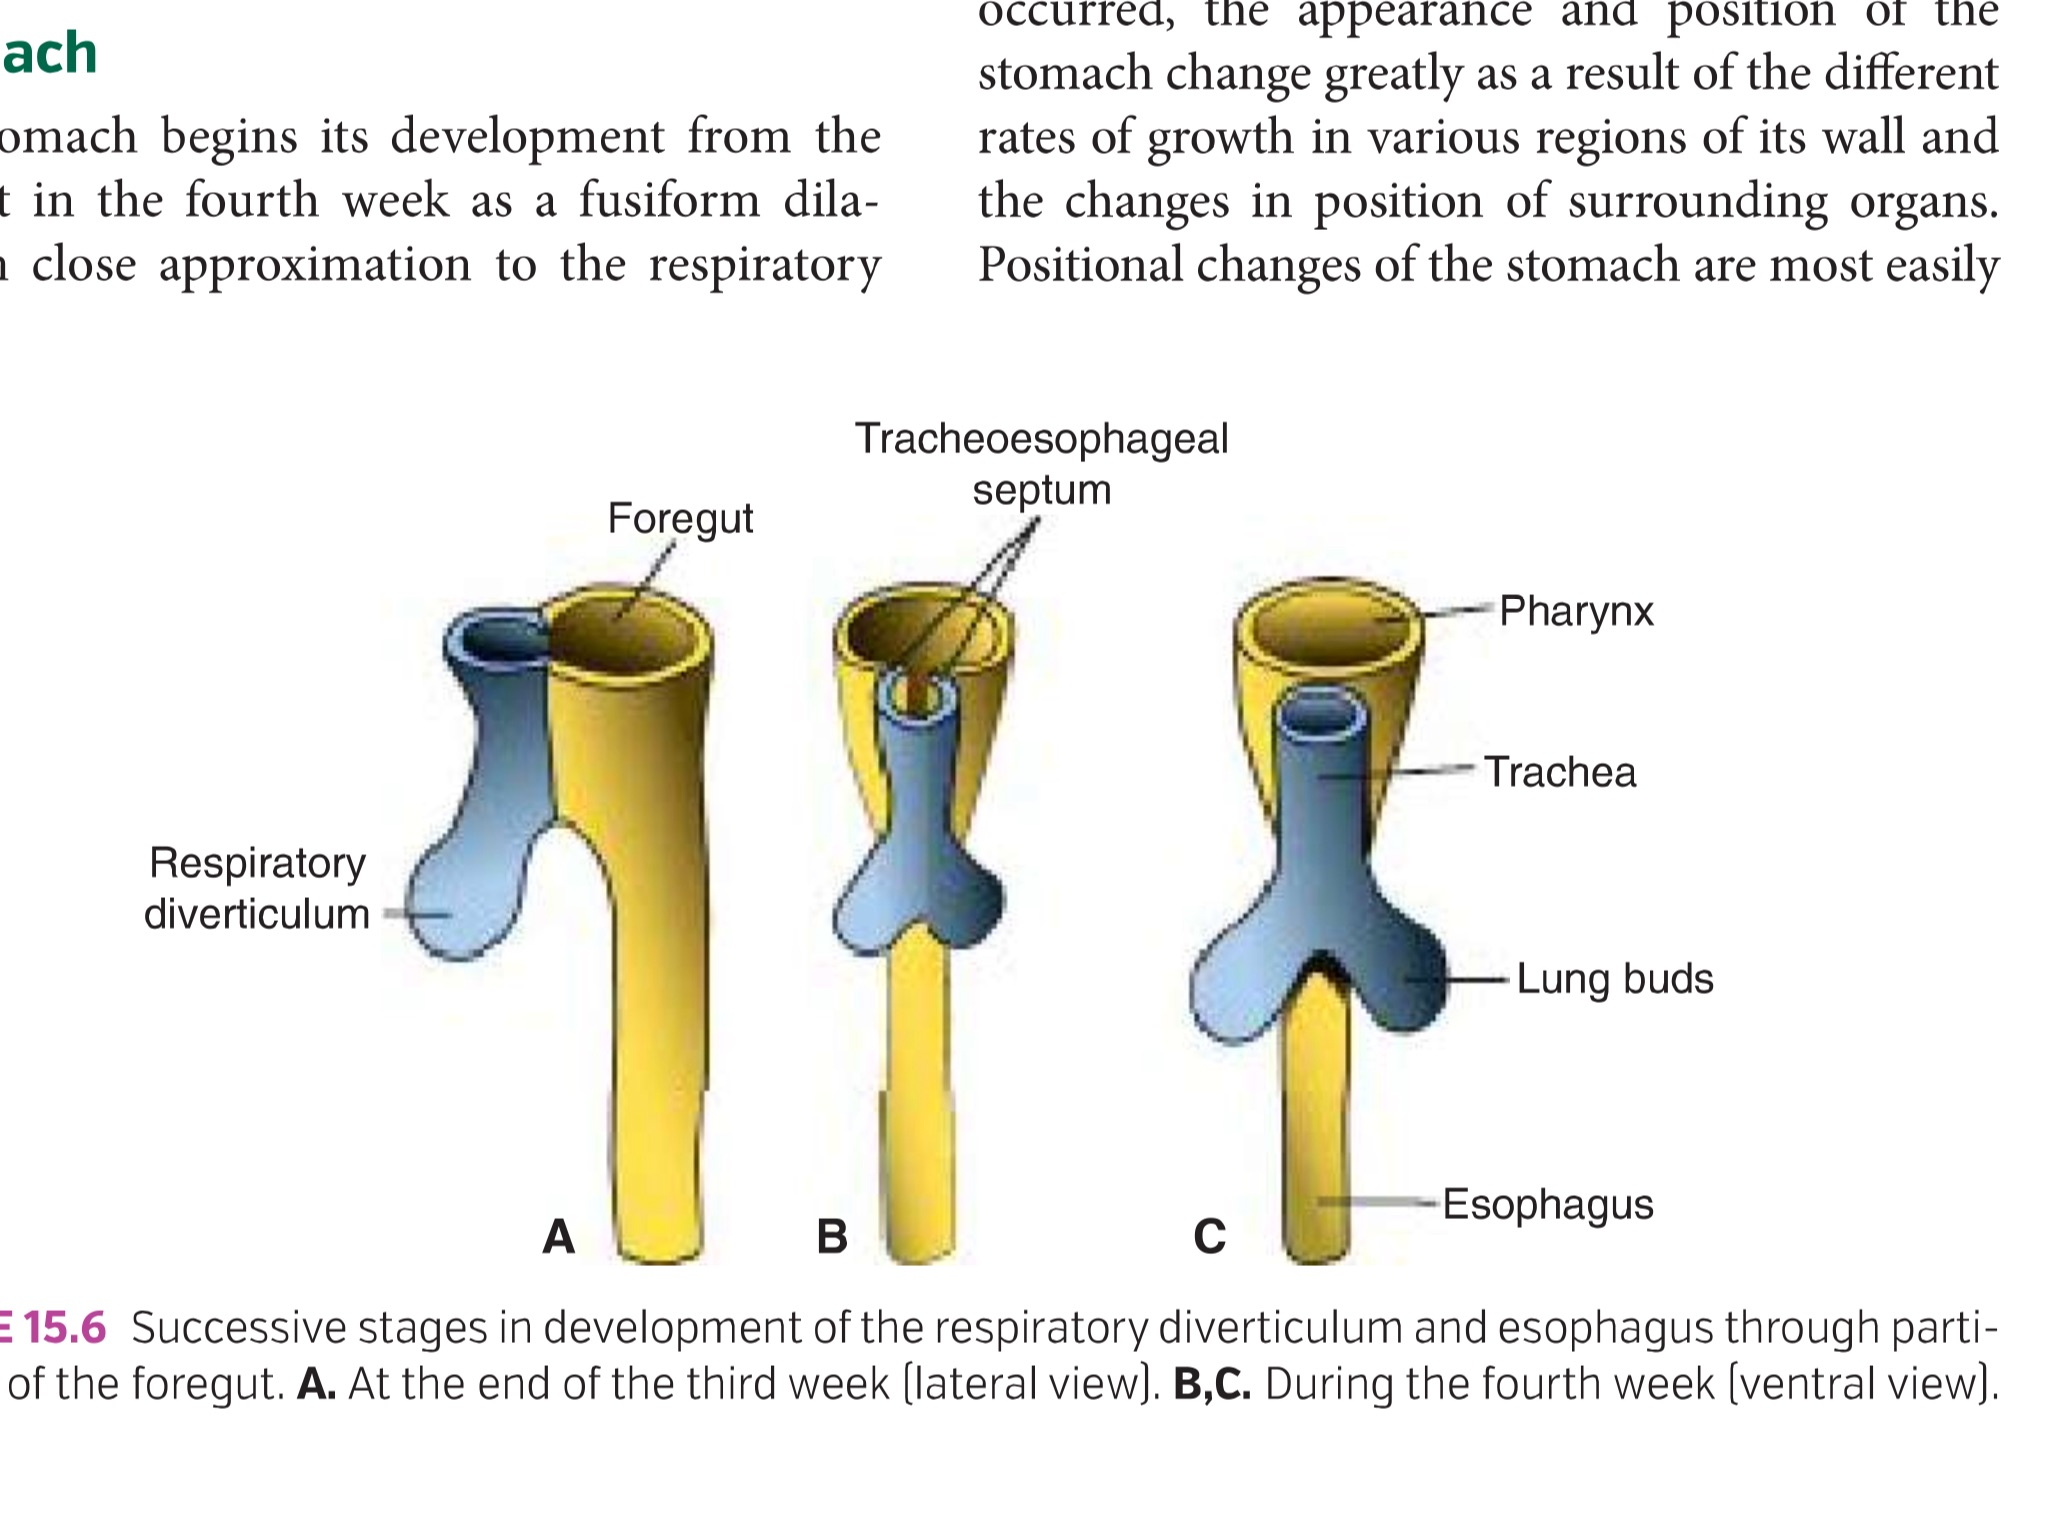 ach
omach begins its development from the
t in the fourth week as a fusiform dila-
close approximation to the respiratory
occurred, the appearance and position of the
stomach change greatly as a result of the different
rates of growth in various regions of its wall and
the changes in position of surrounding organs.
Positional changes of the stomach are most easily
Tracheoesophageal
septum
Foregut
Pharynx
Trachea
Respiratory
diverticulum
Lung buds
Esophagus
A
B
C
E 15.6 Successive stages in development of the respiratory diverticulum and esophagus through parti-
of the foregut. A. At the end of the third week (lateral view). B,C. During the fourth week (ventral view).